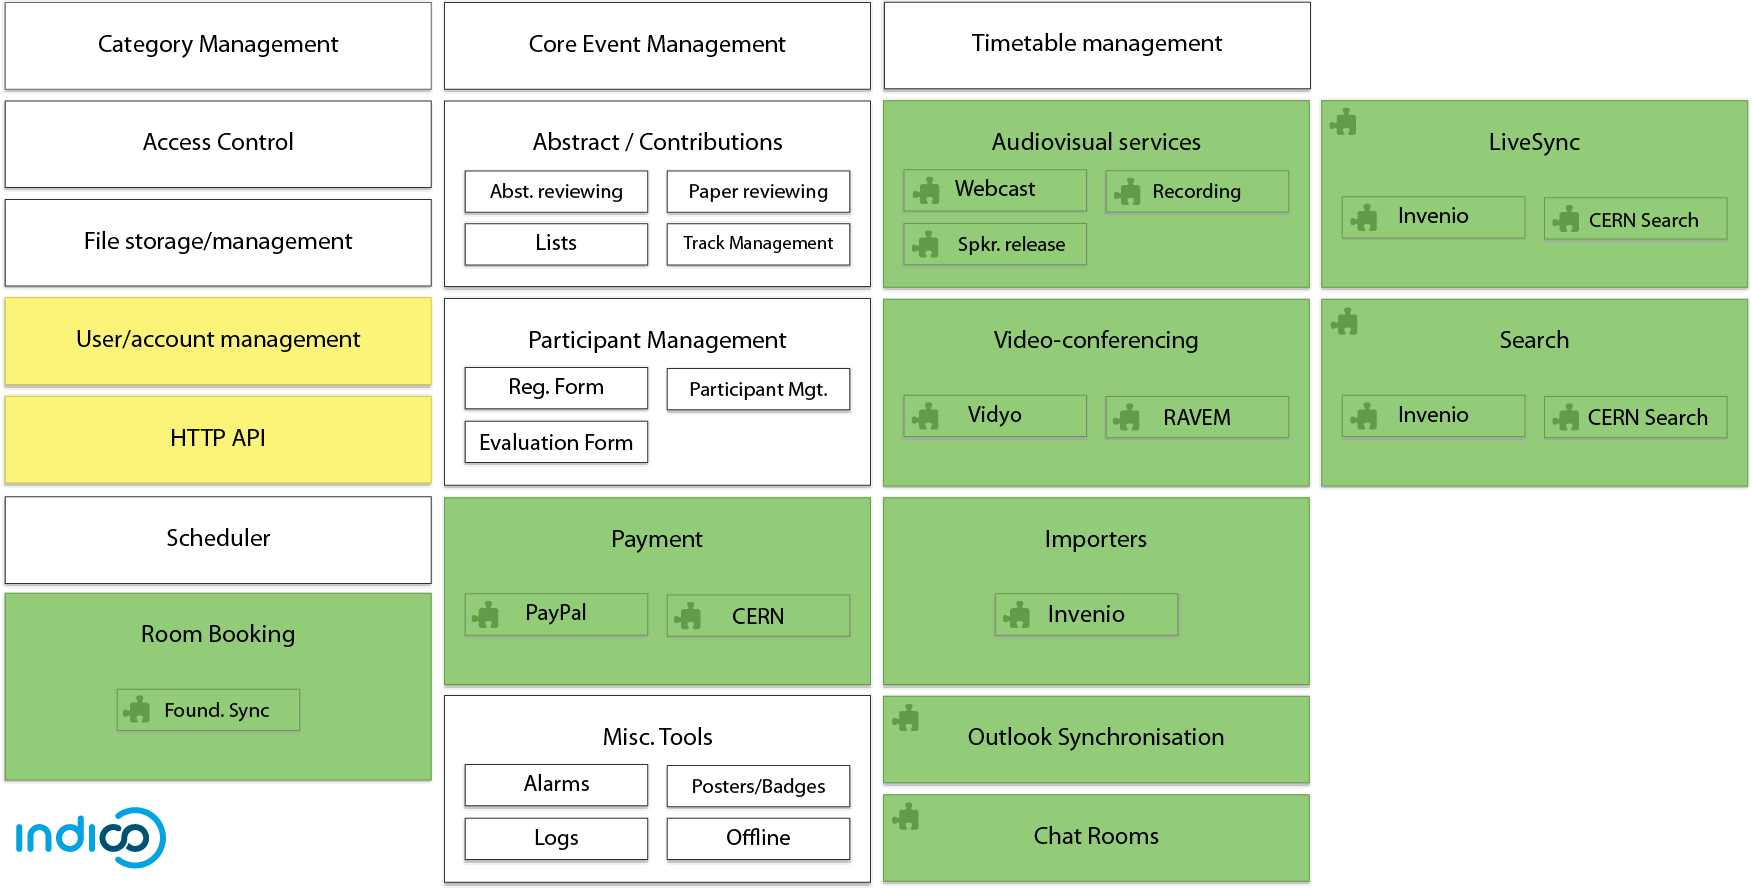 Category Management
Core Event Management
Timetable management
Access Control
File storage/management
User/account management
HTTP API
Scheduler
Room Booking
Found. Sync
indico
Abstract / Contributions
Abst. reviewing
Paper reviewing
Lists
Track Management
Participant Management
Reg. Form
Participant Mgt.
Evaluation Form
Payment
PayPal
CERN
Misc. Tools
Alarms
Posters/Badges
Logs
Offline
Audiovisual services
Webcast
Recording
Spkr. release
Video-conferencing
Vidyo
RAVEM
Importers
Invenio
Outlook Synchronisation
Chat Rooms
LiveSync
Invenio
CERN Search
Search
Invenio
CERN Search